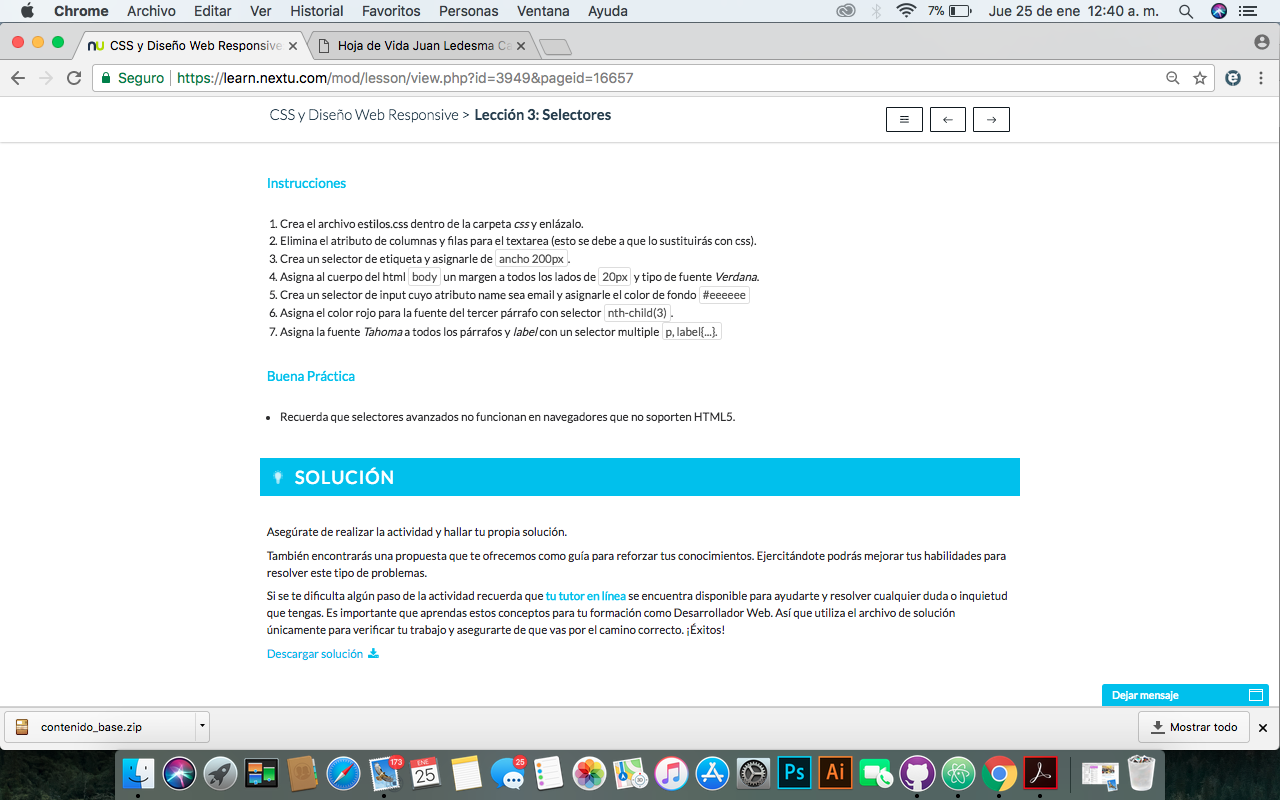 Chrome Archivo Editar Ver Historial Favoritos Personas Ventana Ayuda 7% Jue 25 de ene 12:40 a. m.
CSS y Diseño Web Responsive Hoja de Vida Juan Ledesma Ca
Seguro https://learn.nextu.com/mod/lesson/view.php?id=3949&pageid=16657
CSS y Diseño Web Responsive > Lección 3: Selectores
Instrucciones
1. Crea el archivo estilos.css dentro de la carpeta css y enlázalo.
2. Elimina el atributo de columnas y filas para el textarea (esto se debe a que lo sustituirás con css).
3. Crea un selector de etiqueta y asignarle de ancho 200px .
4. Asigna al cuerpo del html body un margen a todos los lados de 20px y tipo de fuente Verdana.
5. Crea un selector de input cuyo atributo name sea email y asignarle el color de fondo #eeeeee
6. Asigna el color rojo para la fuente del tercer párrafo con selector nth-child(3) .
7. Asigna la fuente Tahoma a todos los párrafos y label con un selector multiple p, label{...}.
Buena Práctica
• Recuerda que selectores avanzados no funcionan en navegadores que no soporten HTML5.
SOLUCIÓN
Asegúrate de realizar la actividad y hallar tu propia solución.
También encontrarás una propuesta que te ofrecemos como guía para reforzar tus conocimientos. Ejercitándote podrás mejorar tus habilidades para
resolver este tipo de problemas.
Si se te dificulta algún paso de la actividad recuerda que tu tutor en línea se encuentra disponible para ayudarte y resolver cualquier duda o inquietud
que tengas. Es importante que aprendas estos conceptos para tu formación como Desarrollador Web. Así que utiliza el archivo de solución
únicamente para verificar tu trabajo y asegurarte de que vas por el camino correcto. ¡Éxitos!
Descargar solución
Dejar mensaje
contenido_base.zip Mostrar todo
173 ENE 25 25 Ps Ai